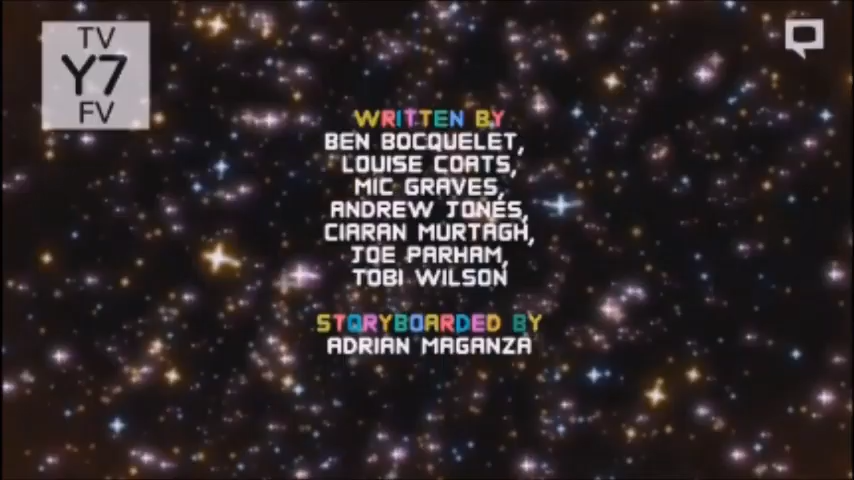 TV
Y7
FV
WRITTEN BY
BEN BOCQUELET,
LOUISE COATS,
MIC GRAVES,
ANDREW JONES,
CIARAN MURTAGH,
JOE PARHAM,
TOBI WILSON
STORYBOARDED BY
ADRIAN MAGANZA